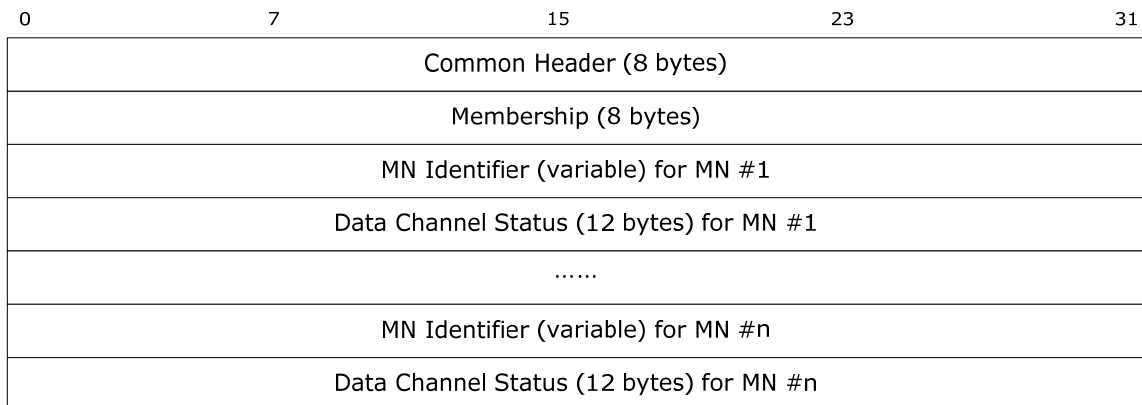 0 7 15 23 31
Common Header (8 bytes)
Membership (8 bytes)
MN Identifier (variable) for MN #1
Data Channel Status (12 bytes) for MN #1
......
MN Identifier (variable) for MN #n
Data Channel Status (12 bytes) for MN #n